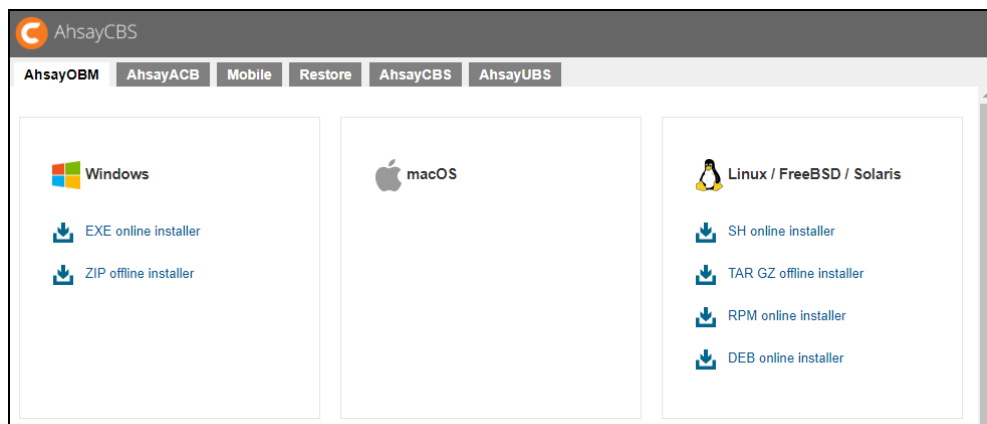 AhsayCBS
AhsayOBM AhsayACB Mobile Restore AhsayCBS AhsayUBS
Windows
EXE online installer
ZIP offline installer
macOS
Linux / FreeBSD / Solaris
SH online installer
TAR GZ offline installer
RPM online installer
DEB online installer